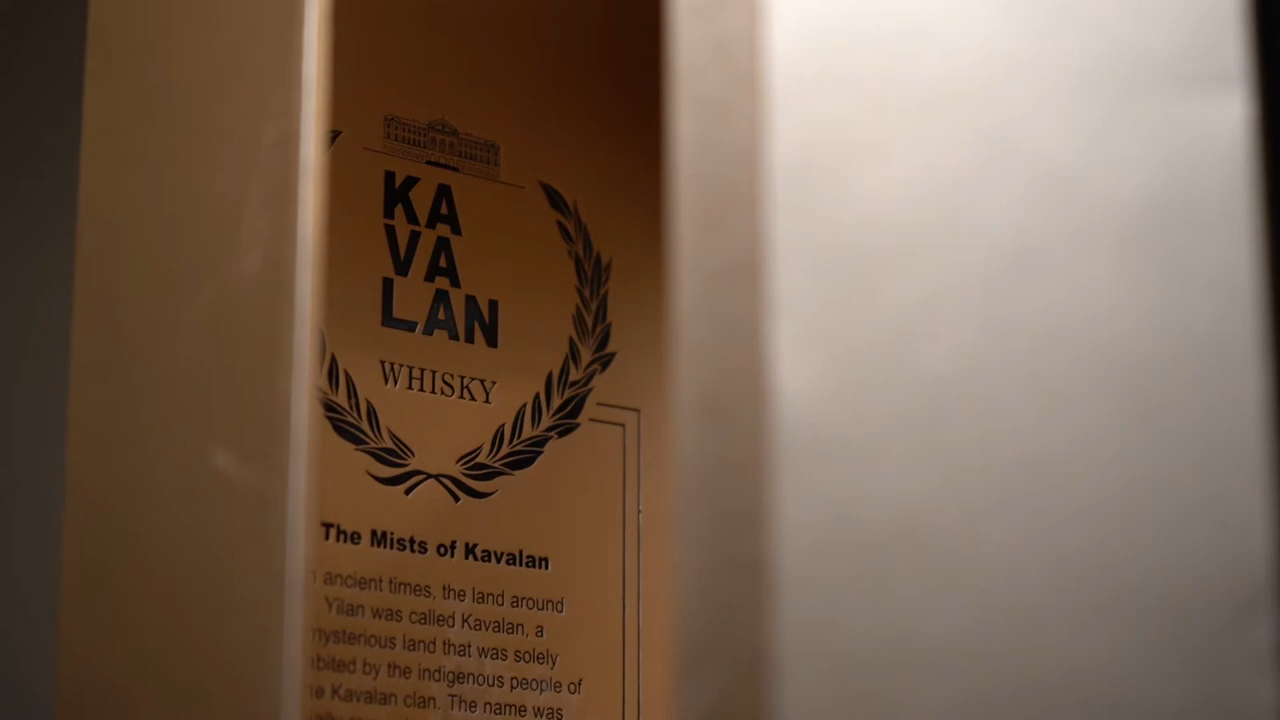 KA
VA
LAN
WHISKY
The Mists of Kavalan
ancient times, the land around
Yilan was called Kavalan, a
mysterious land that was solely
by the indigenous people of
Kavalan clan. The name was